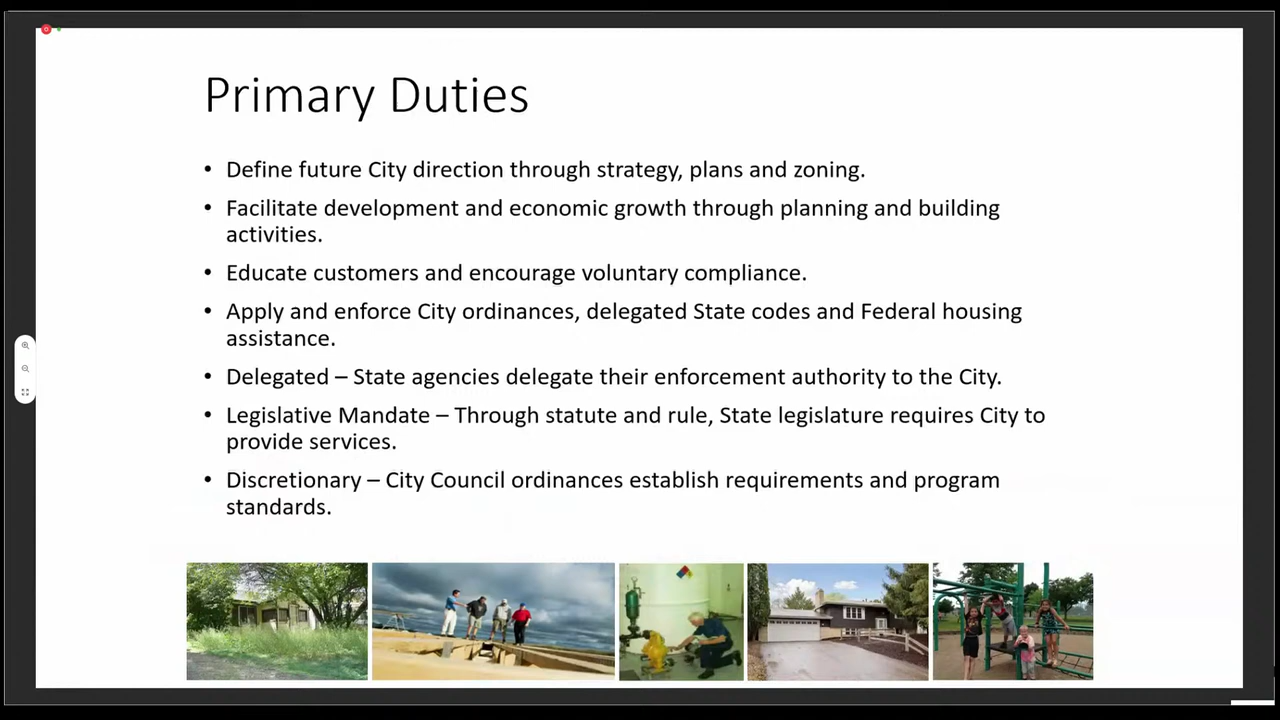 Primary Duties
• Define future City direction through strategy, plans and zoning.
• Facilitate development and economic growth through planning and building
activities.
• Educate customers and encourage voluntary compliance.
• Apply and enforce City ordinances, delegated State codes and Federal housing
assistance.
• Delegated – State agencies delegate their enforcement authority to the City.
• Legislative Mandate – Through statute and rule, State legislature requires City to
provide services.
• Discretionary – City Council ordinances establish requirements and program
standards.